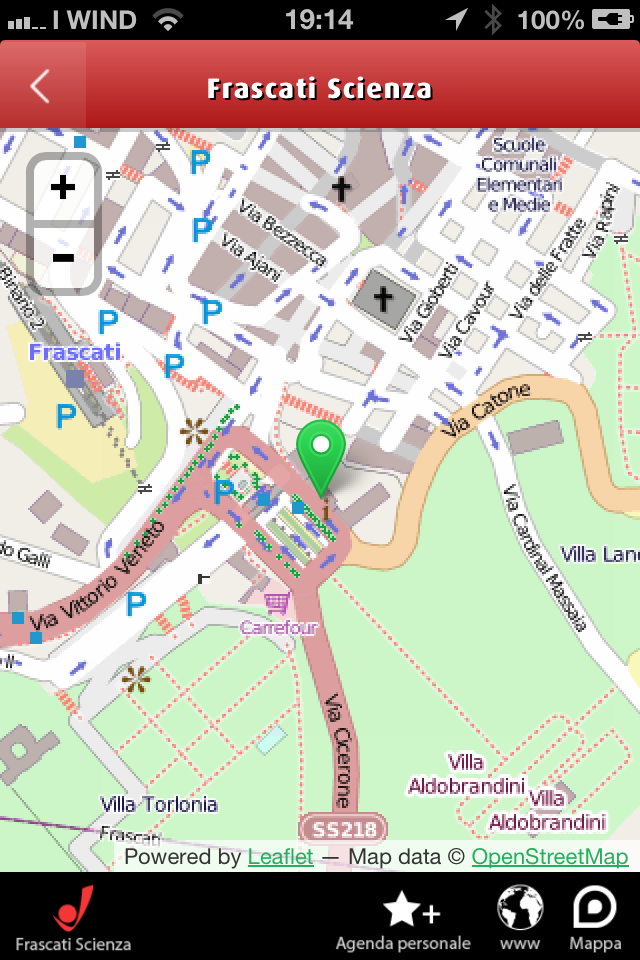 I WIND 19:14 100%
Frascati Scienza
Scuole
Comunali
Elementari
e Medie
P
+
-
Via Rapini
Via Bezzecca
P
Via Ajani
Via delle Fratte
Via Gioberti
Via Cavour
Binario 2
P
P
Frascati
P
P
Via Catone
P
i
Via Cardinal Massaia
Via Vittorio Veneto
do Galli
Villa Lan
P
Carrefour
Via Cicerone
Villa
Aldobrandini
Villa
Aldobrandini
Villa Torlonia
SS218
Frascati
Powered by Leaflet — Map data © OpenStreetMap
Frascati Scienza
Agenda personale
www
Mappa